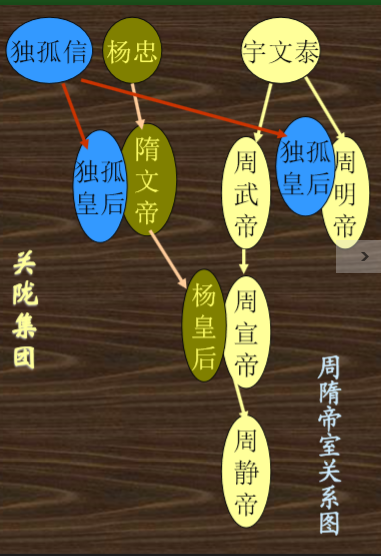 独孤信
杨忠
宇文泰
独孤
皇后
隋文帝
周武帝
独孤
皇后
周明帝
杨皇后
周宣帝
周静帝
关陇集团
周隋帝室关系图